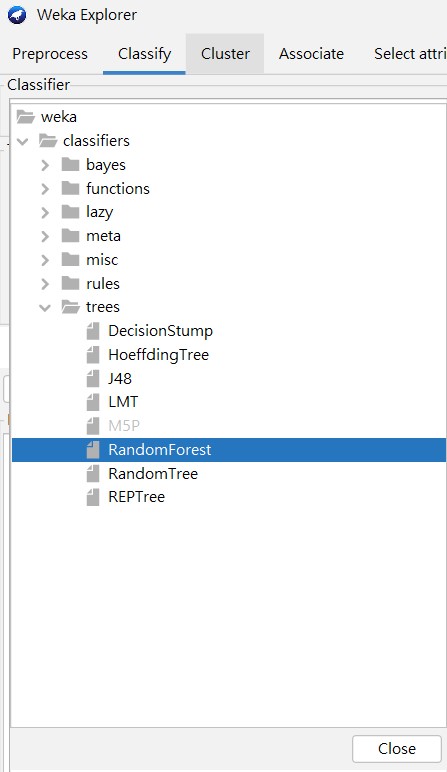 Weka Explorer
Preprocess Classify Cluster Associate Select attri
Classifier
weka
classifiers
bayes
functions
lazy
meta
misc
rules
trees
DecisionStump
HoeffdingTree
J48
LMT
M5P
RandomForest
RandomTree
REPTree
Close